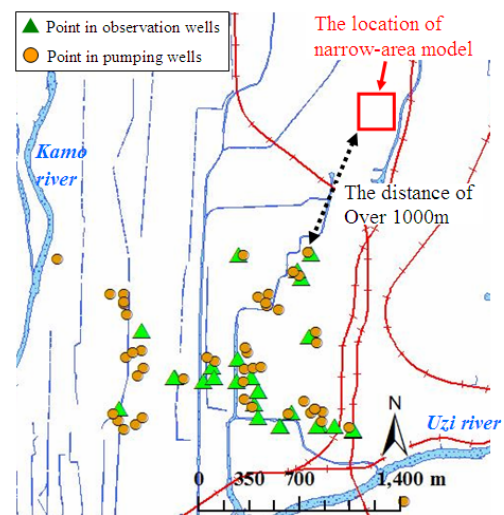 Point in observation wells
Point in pumping wells
The location of
narrow-area model
Kamo
river
The distance of
Over 1000m
N
Uzi river
0 350 700 1,400 m